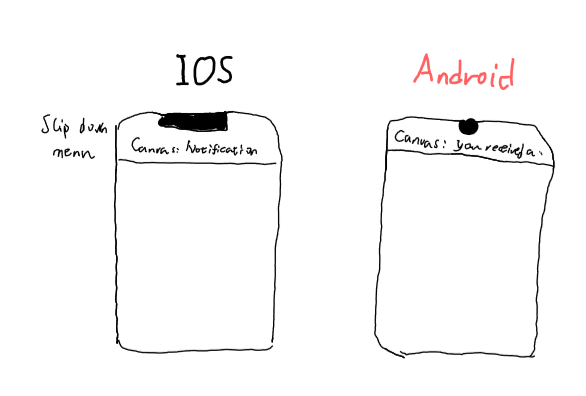 IOS
Android
Slip down
menu
Canvas: Notification
Canvas: you received a.